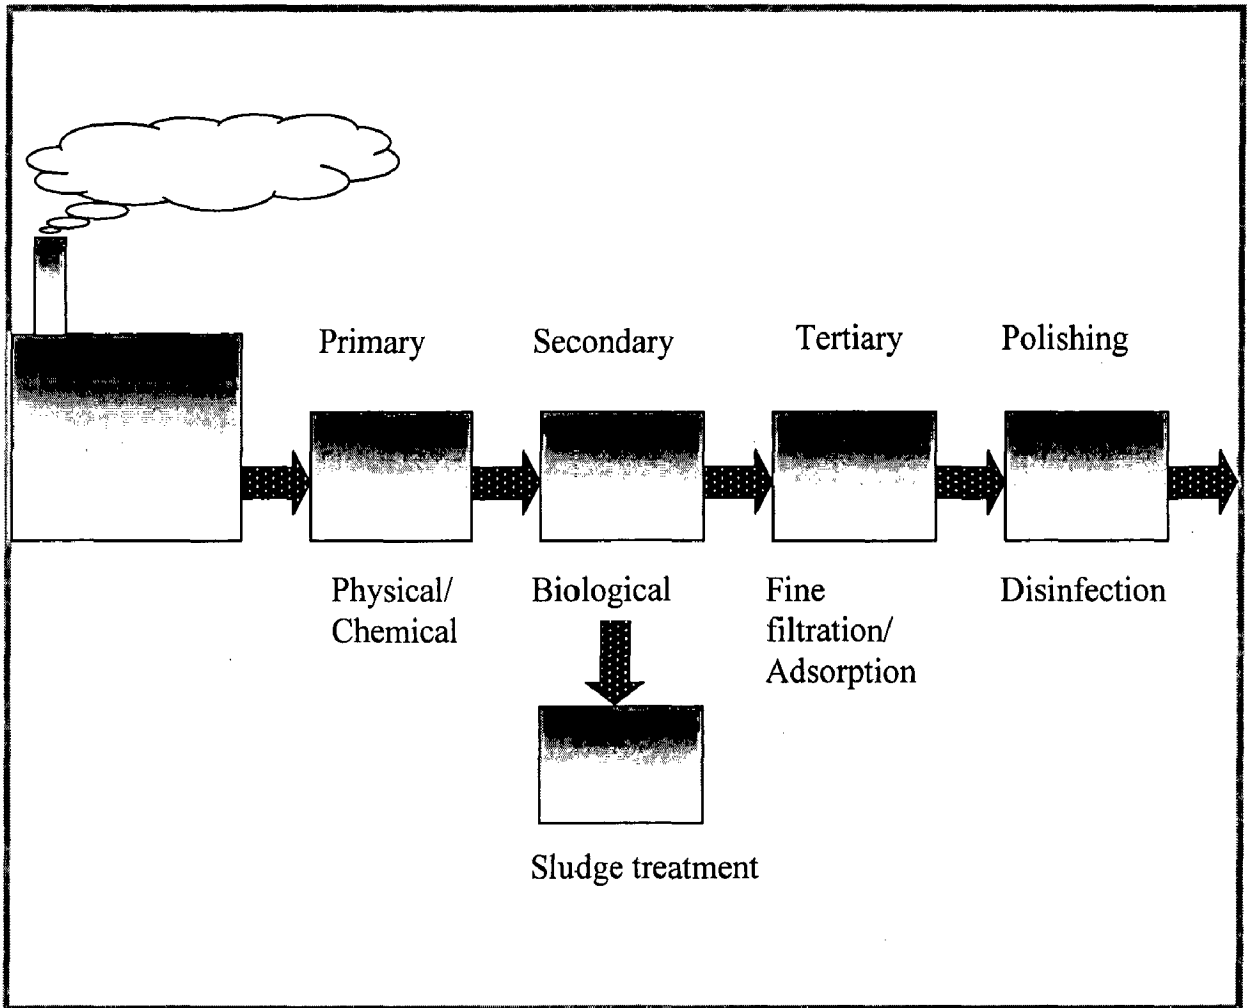 Primary
Secondary
Tertiary
Polishing
Physical/
Chemical
Biological
Fine
filtration/
Adsorption
Disinfection
Sludge treatment